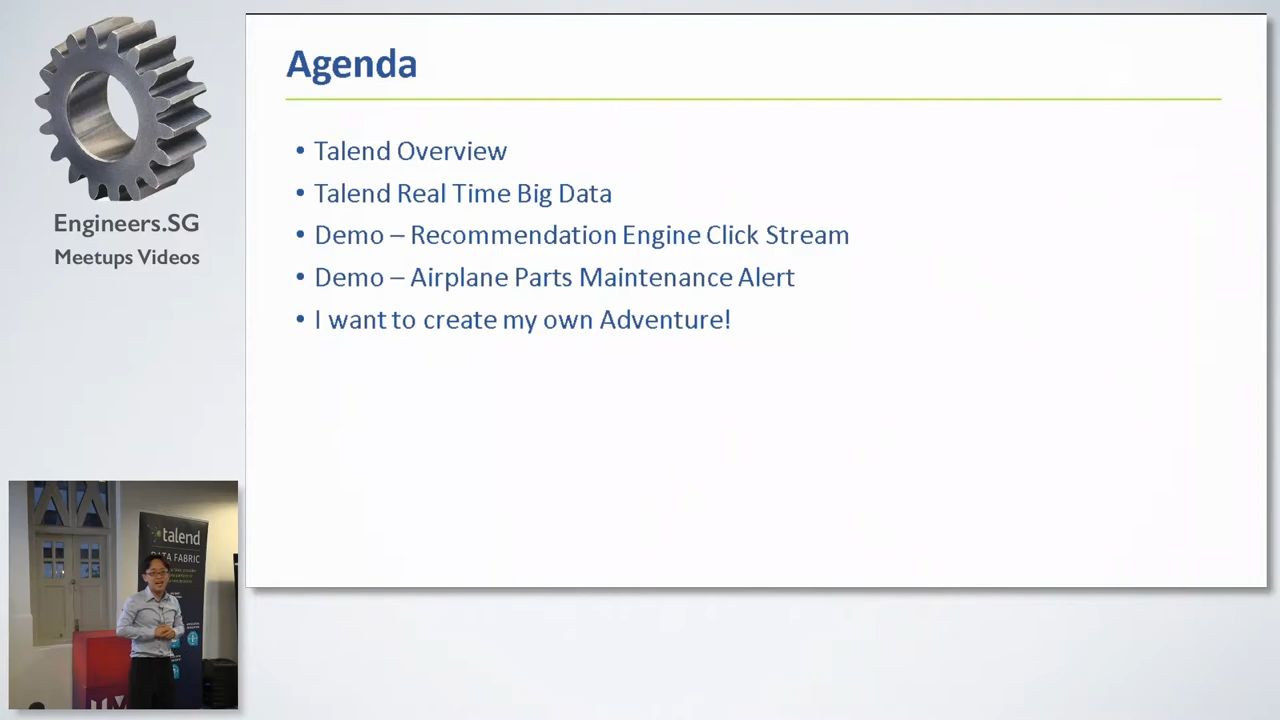 Engineers.SG
Meetups Videos
Agenda
• Talend Overview
• Talend Real Time Big Data
• Demo – Recommendation Engine Click Stream
• Demo – Airplane Parts Maintenance Alert
• I want to create my own Adventure!
talend
DATA FABRIC